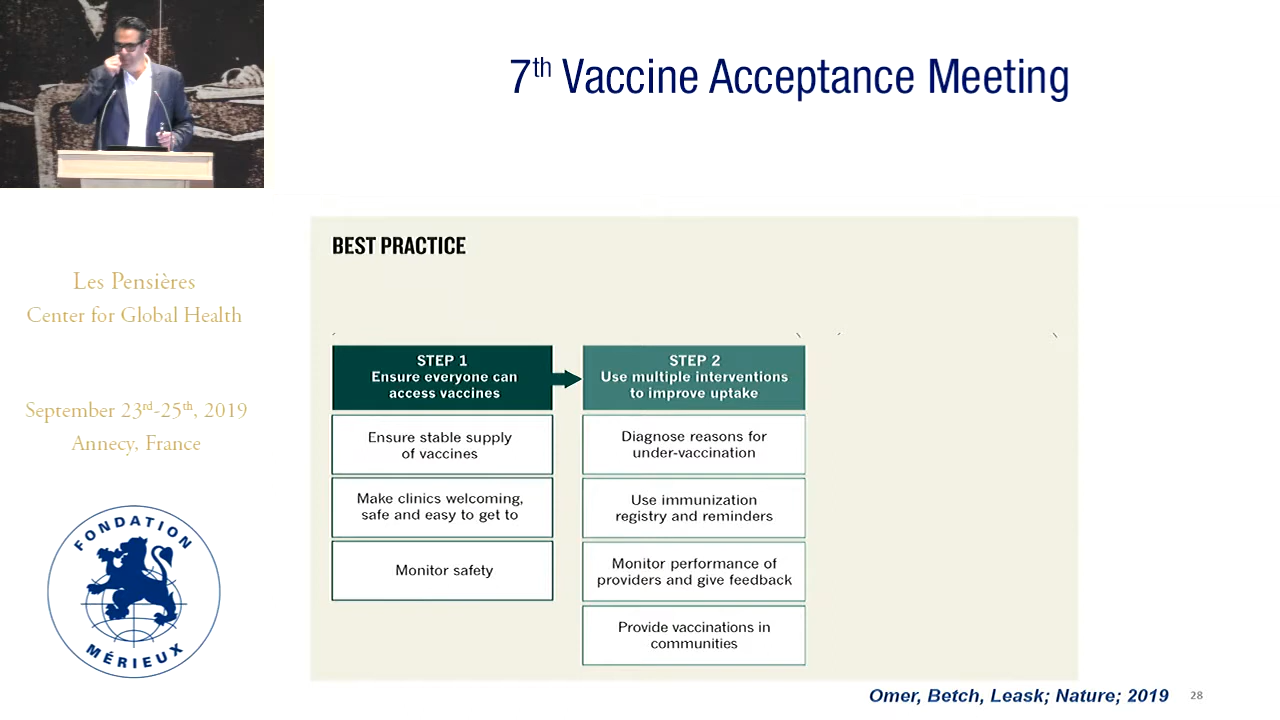 7th Vaccine Acceptance Meeting
Les Pensières
Center for Global Health
September 23rd-25th, 2019
Annecy, France
FONDATION
MÉRIEUX
BEST PRACTICE
STEP 1
Ensure everyone can
access vaccines
Ensure stable supply
of vaccines
Make clinics welcoming,
safe and easy to get to
Monitor safety
STEP 2
Use multiple interventions
to improve uptake
Diagnose reasons for
under-vaccination
Use immunization
registry and reminders
Monitor performance of
providers and give feedback
Provide vaccinations in
communities
Omer, Betch, Leask; Nature; 2019
28